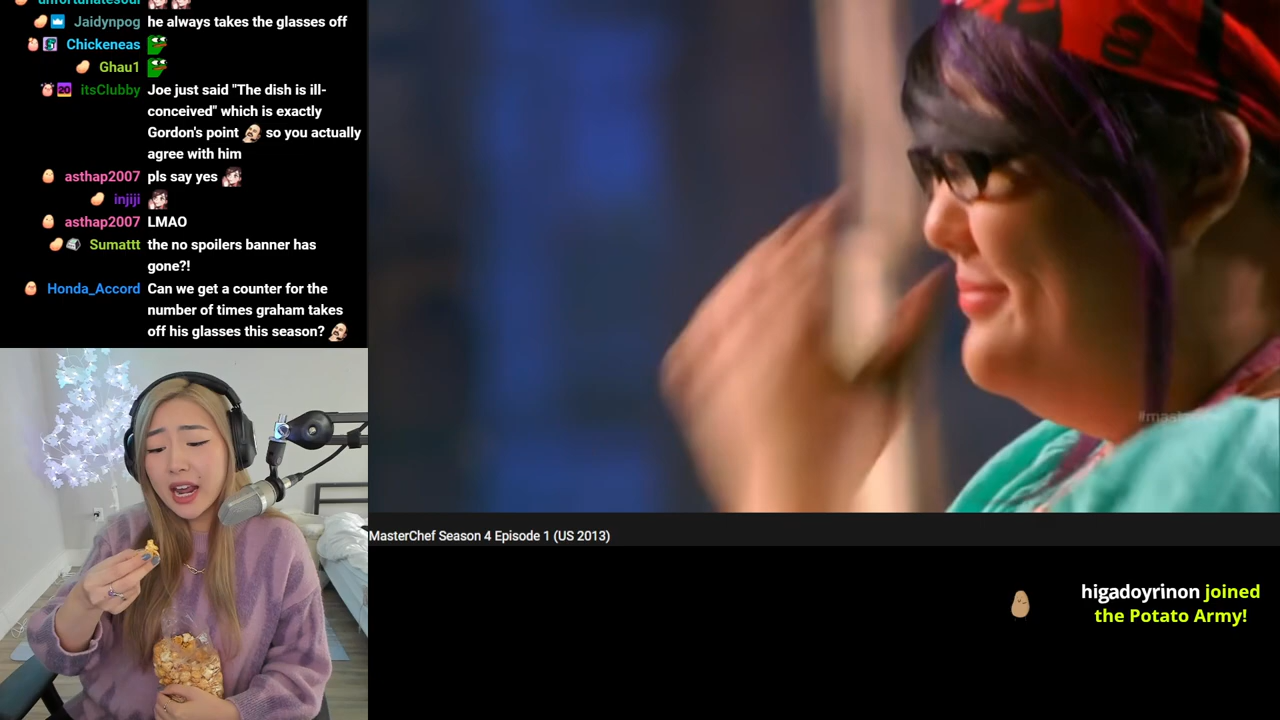 Jaidynpog he always takes the glasses off
Chickeneas
Ghau1
20 itsClubby Joe just said "The dish is ill-
conceived" which is exactly
Gordon's point so you actually
agree with him
asthap2007 pls say yes
injiji
asthap2007 LMAO
Sumattt the no spoilers banner has
gone?!
Honda_Accord Can we get a counter for the
number of times graham takes
off his glasses this season?
MasterChef Season 4 Episode 1 (US 2013)
higadoyrinon joined
the Potato Army!